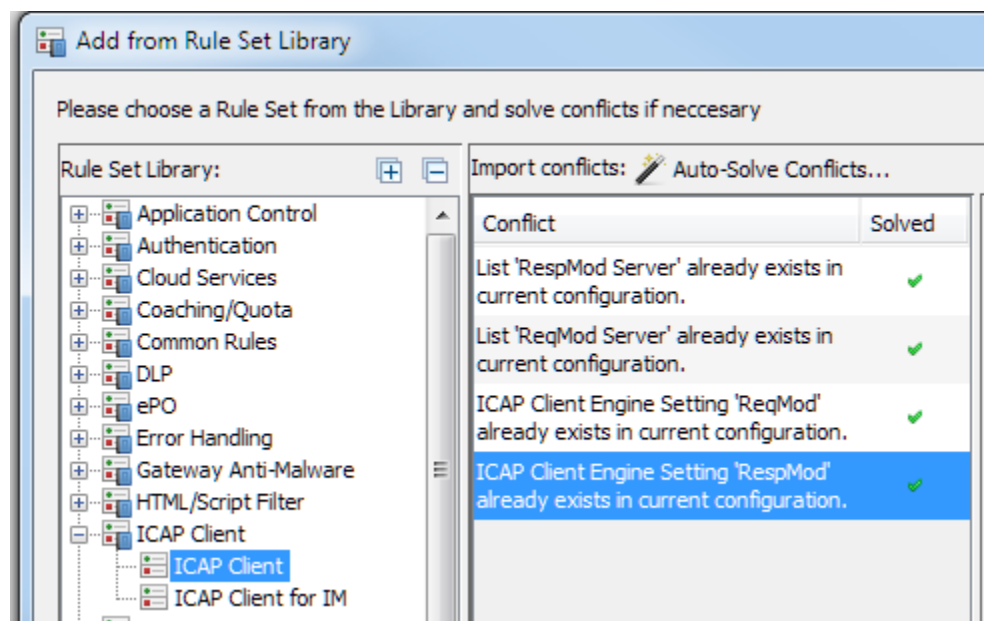 Add from Rule Set Library
Please choose a Rule Set from the Library and solve conflicts if neccesary
Rule Set Library:
Application Control
Authentication
Cloud Services
Coaching/Quota
Common Rules
DLP
ePO
Error Handling
Gateway Anti-Malware
HTML/Script Filter
ICAP Client
ICAP Client
ICAP Client for IM
Import conflicts: Auto-Solve Conflicts...
Conflict Solved
List 'RespMod Server' already exists in
current configuration.
List 'ReqMod Server' already exists in
current configuration.
ICAP Client Engine Setting 'ReqMod'
already exists in current configuration.
ICAP Client Engine Setting 'RespMod'
already exists in current configuration.